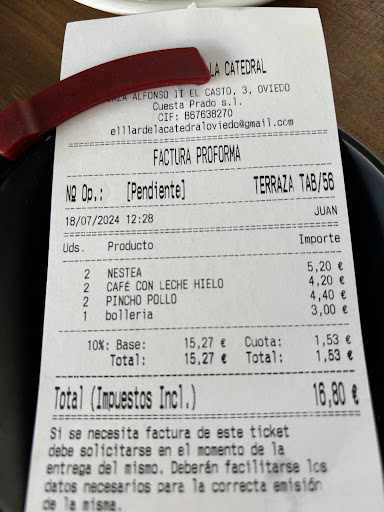 LA CATEDRAL
ALFONSO II EL CASTO, 3, OVIEDO
Cuesta Prado s.l.
CIF: B67638270
elllardelacatedraloviedo@gmail.com
FACTURA PROFORMA
Nº Op.: [Pendiente] TERRAZA TAB/56
18/07/2024 12:28 JUAN
Uds. Producto Importe
2 NESTEA 5,20 €
2 CAFÉ CON LECHE HIELO 4,20 €
2 PINCHO POLLO 4,40 €
1 bolleria 3,00 €
10%: Base: 15,27 € Cuota: 1,53 €
Total: 15,27 € Total: 1,53 €
Total (Impuestos Incl.) 16,80 €
Si se necesita factura de este ticket
debe solicitarse en el momento de la
entrega del mismo. Deberán facilitarse los
datos necesarios para la correcta emisión
de la misma.